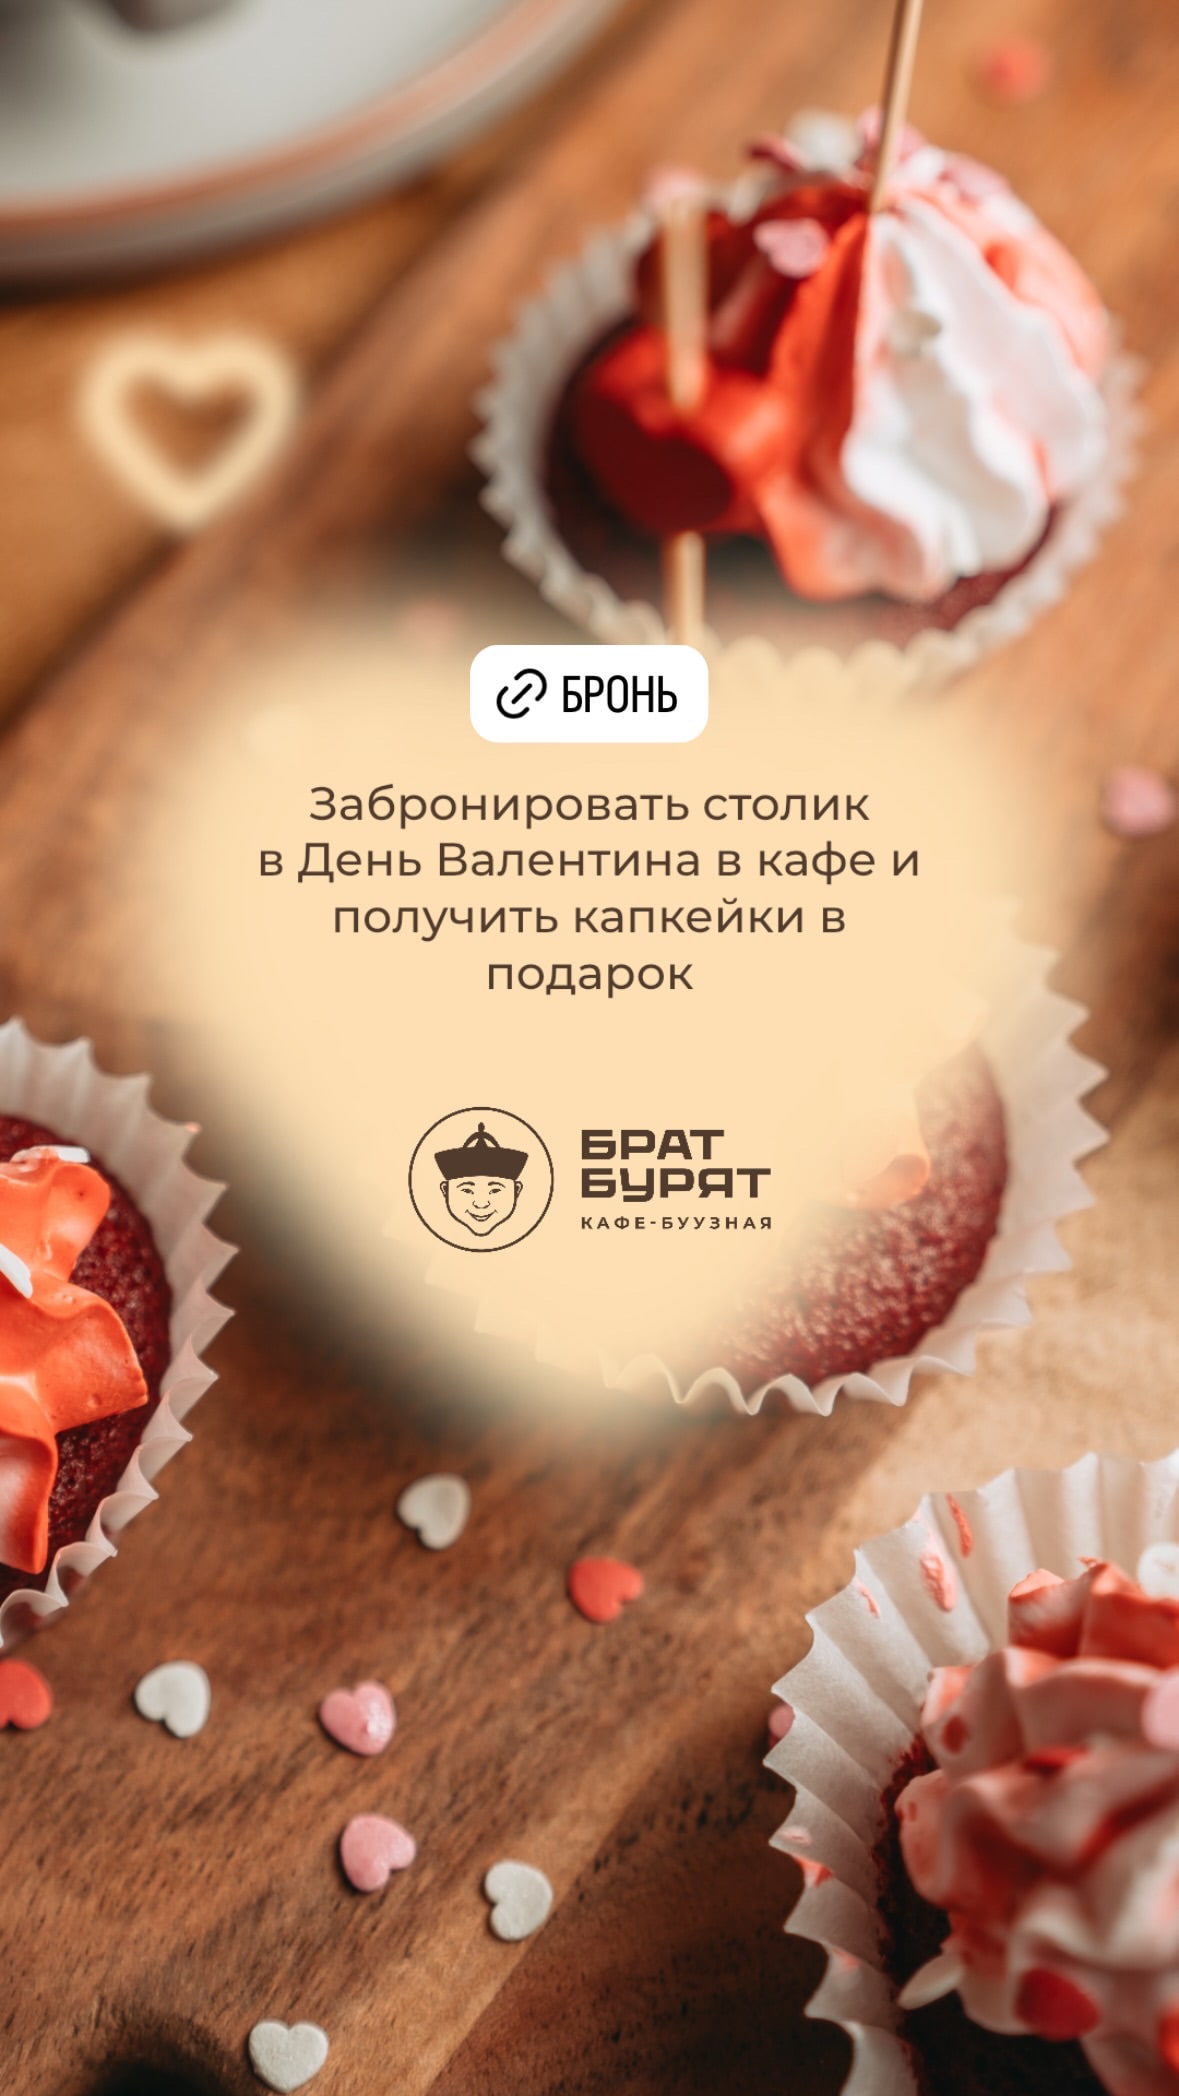 БРОНЬ
Забронировать столик
в День Валентина в кафе и
получить капкейки в
подарок
БРАТ
БУРЯТ
КАФЕ-БУУЗНАЯ